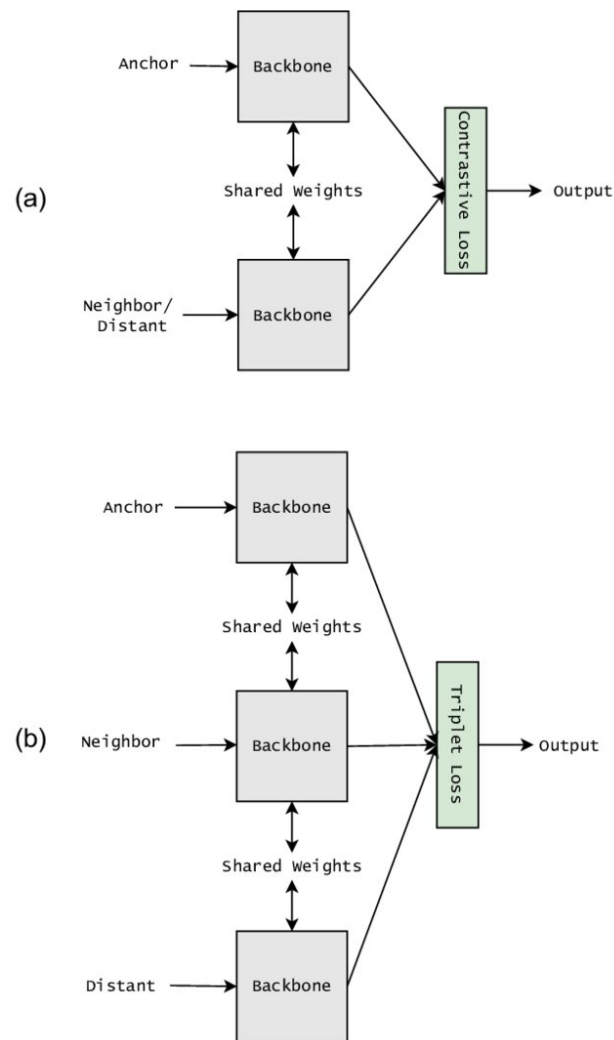 Anchor
Backbone
Contrastive Loss
(a)
Shared Weights
Output
Neighbor/
Distant
Backbone
Anchor
Backbone
Shared Weights
(b)
Neighbor
Backbone
Triplet Loss
Output
Shared Weights
Distant
Backbone